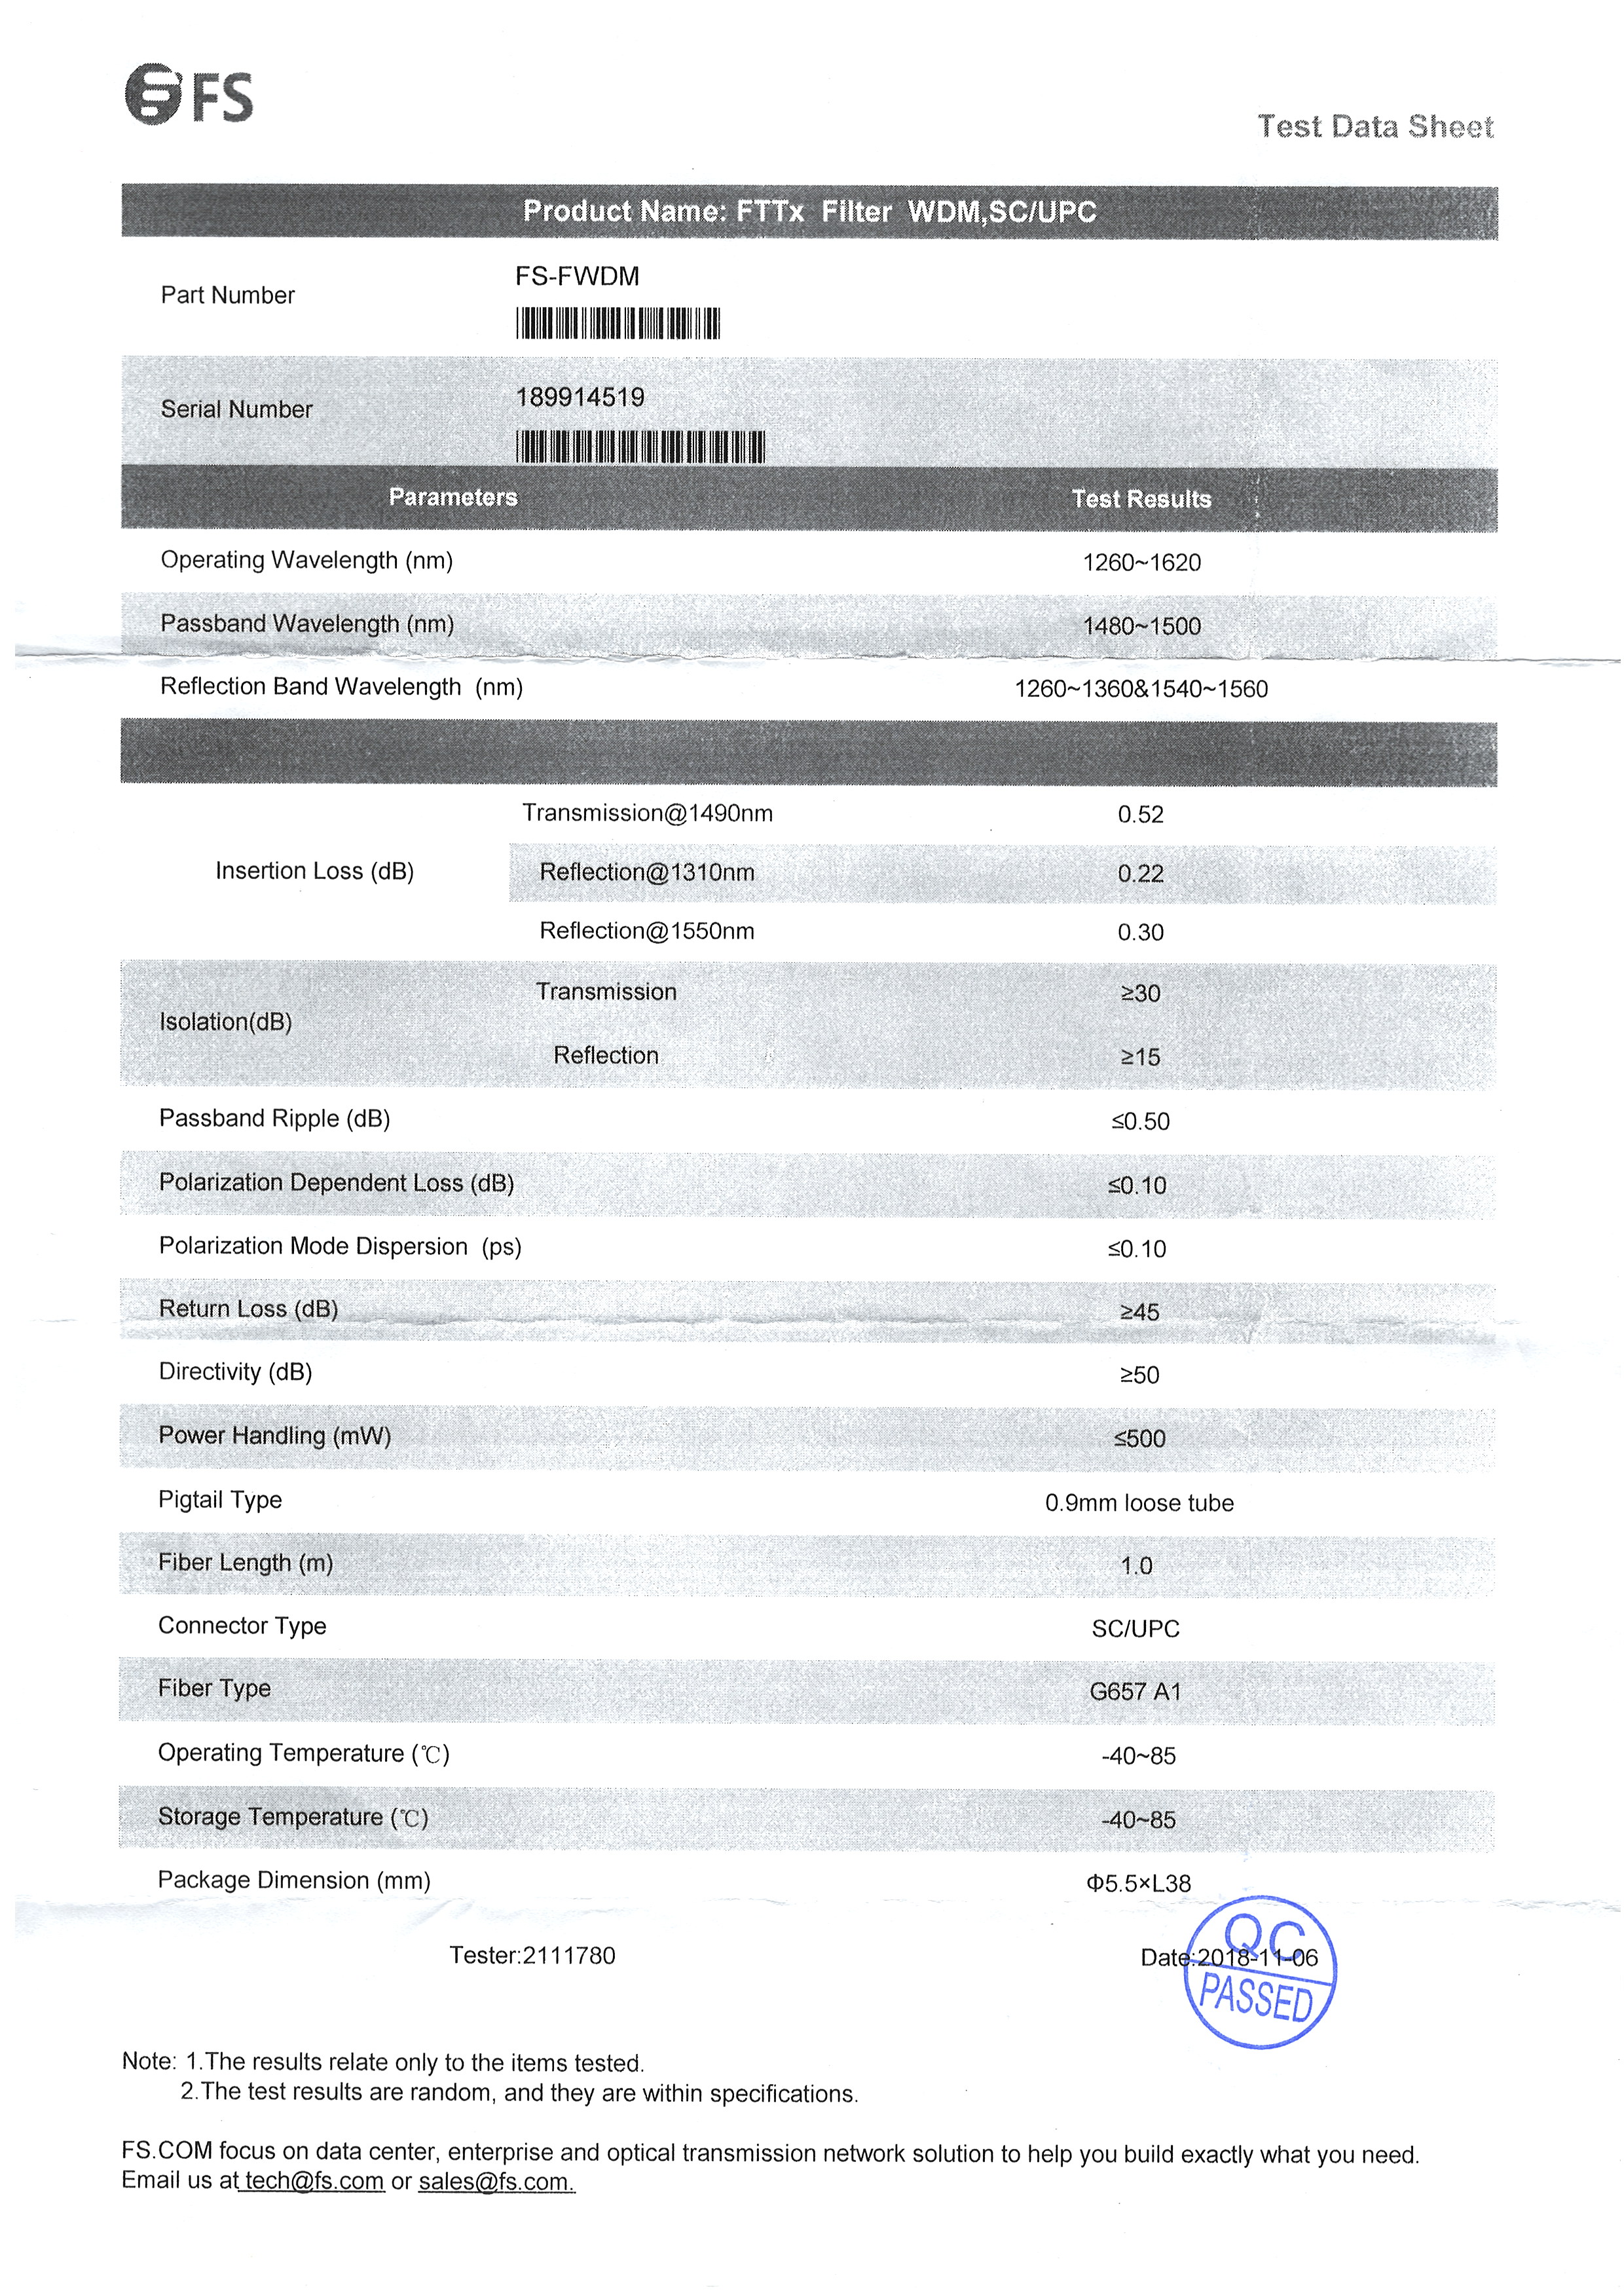 FS
Test Data Sheet
Product Name: FTTx Filter WDM,SC/UPC
Part Number
FS-FWDM
Serial Number
189914519
Parameters Test Results
Operating Wavelength (nm) 1260~1620
Passband Wavelength (nm) 1480~1500
Reflection Band Wavelength (nm) 1260~1360&1540~1560
Insertion Loss (dB)
Transmission@1490nm 0.52
Reflection@1310nm 0.22
Reflection@1550nm 0.30
Isolation(dB)
Transmission ≥30
Reflection ≥15
Passband Ripple (dB) ≤0.50
Polarization Dependent Loss (dB) ≤0.10
Polarization Mode Dispersion (ps) ≤0.10
Return Loss (dB) ≥45
Directivity (dB) ≥50
Power Handling (mW) ≤500
Pigtail Type 0.9mm loose tube
Fiber Length (m) 1.0
Connector Type SC/UPC
Fiber Type G657 A1
Operating Temperature (℃) -40~85
Storage Temperature (℃) -40~85
Package Dimension (mm) Φ5.5×L38
Tester:2111780 Date:2018-11-06
QC
PASSED
Note: 1.The results relate only to the items tested.
2.The test results are random, and they are within specifications.
FS.COM focus on data center, enterprise and optical transmission network solution to help you build exactly what you need.
Email us at tech@fs.com or sales@fs.com.